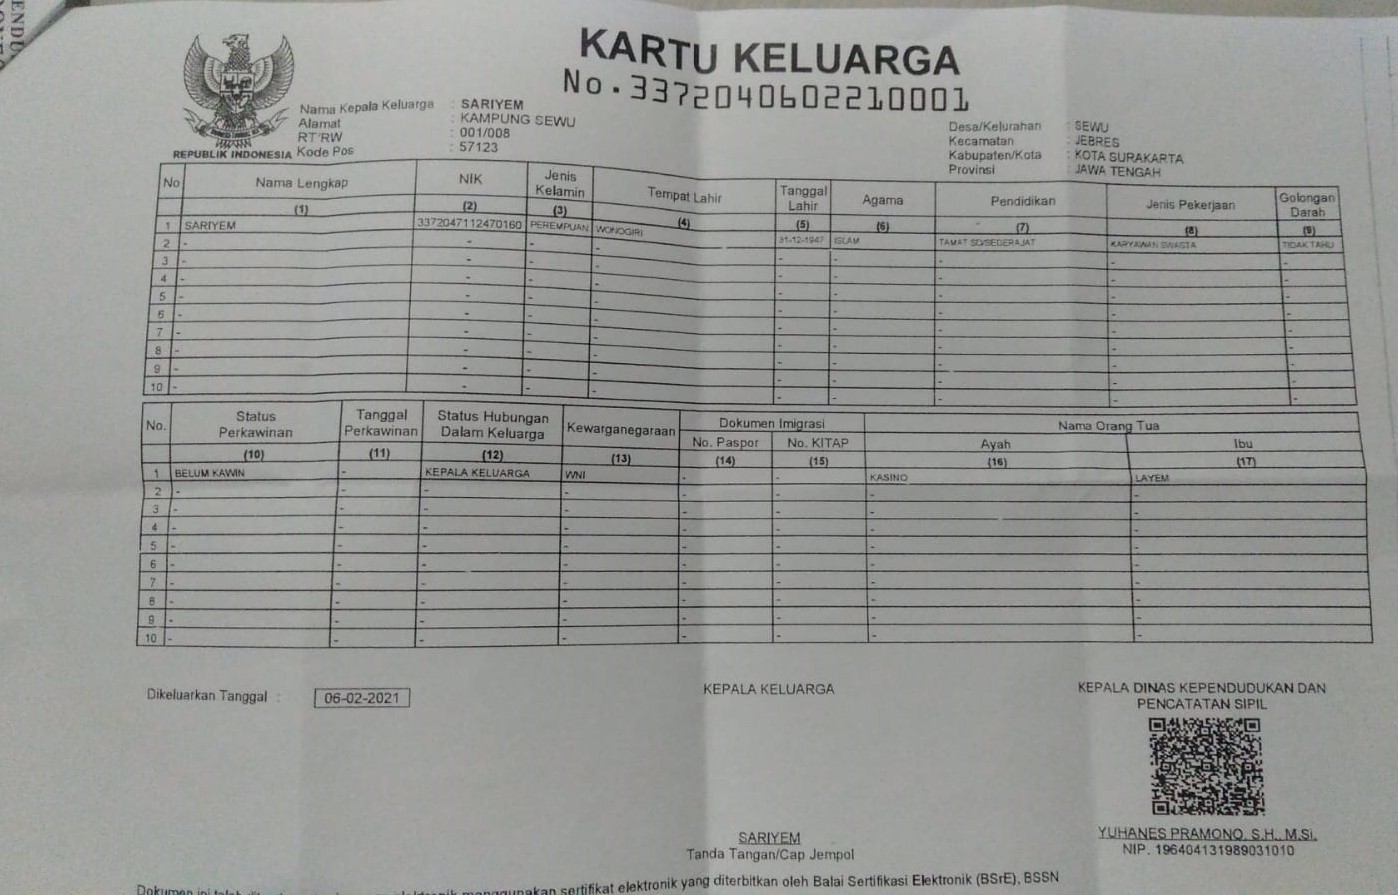 KARTU KELUARGA
No.3372040602210001
Nama Kepala Keluarga : SARIYEM
Alamat : KAMPUNG SEWU
RT/RW : 001/008
Kode Pos : 57123
REPUBLIK INDONESIA
Desa/Kelurahan : SEWU
Kecamatan : JEBRES
Kabupaten/Kota : KOTA SURAKARTA
Provinsi : JAWA TENGAH
No Nama Lengkap NIK Jenis Kelamin Tempat Lahir Tanggal Lahir Agama Pendidikan Jenis Pekerjaan Golongan Darah
(1) (2) (3) (4) (5) (6) (7) (8) (9)
1 SARIYEM 3372047112470160 PEREMPUAN WONOGIRI 31-12-1947 ISLAM TAMAT SD/SEDERAJAT KARYAWAN SWASTA TIDAK TAHU
2 - - - - - - - - -
3 - - - - - - - - -
4 - - - - - - - - -
5 - - - - - - - - -
6 - - - - - - - - -
7 - - - - - - - - -
8 - - - - - - - - -
9 - - - - - - - - -
10 - - - - - - - - -
No. Status Perkawinan Tanggal Perkawinan Status Hubungan Dalam Keluarga Kewarganegaraan Dokumen Imigrasi Nama Orang Tua
No. Paspor No. KITAP Ayah Ibu
(10) (11) (12) (13) (14) (15) (16) (17)
1 BELUM KAWIN - KEPALA KELUARGA WNI - - KASINO LAYEM
2 - - - - - - - -
3 - - - - - - - -
4 - - - - - - - -
5 - - - - - - - -
6 - - - - - - - -
7 - - - - - - - -
8 - - - - - - - -
9 - - - - - - - -
10 - - - - - - - -
Dikeluarkan Tanggal : 06-02-2021
KEPALA KELUARGA
KEPALA DINAS KEPENDUDUKAN DAN
PENCATATAN SIPIL
SARIYEM
Tanda Tangan/Cap Jempol
YUHANES PRAMONO, S.H., M.Si.
NIP. 196404131989031010
Dokumen ini telah menggunakan sertifikat elektronik yang diterbitkan oleh Balai Sertifikasi Elektronik (BSrE), BSSN